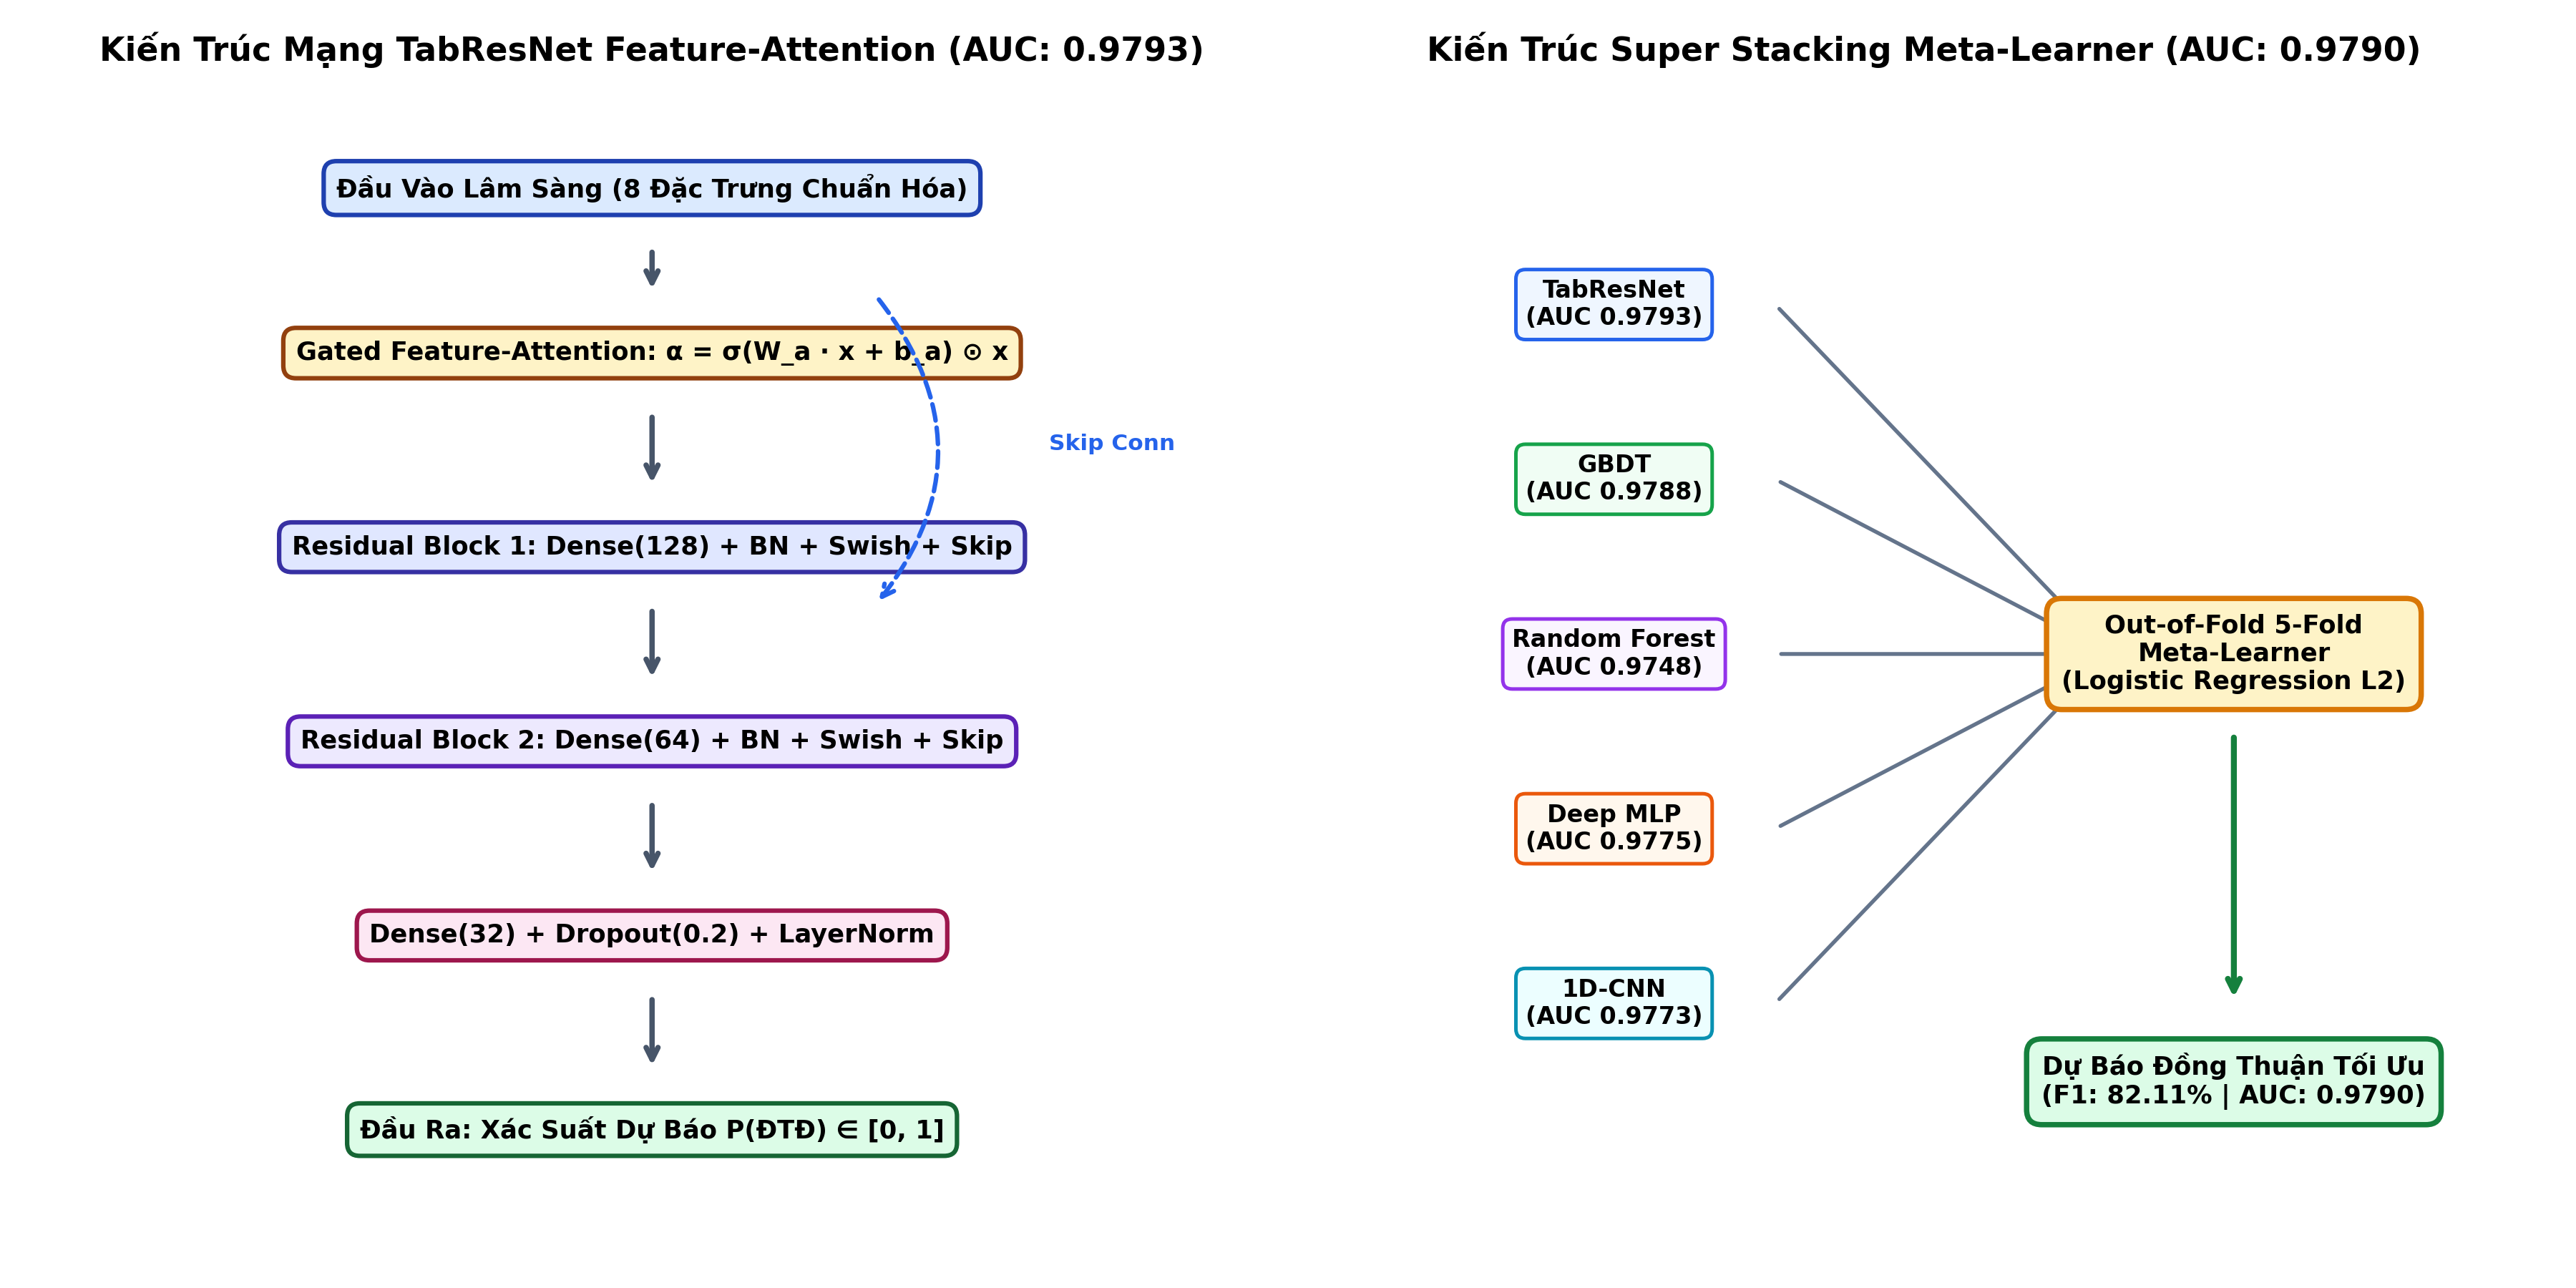 Kiến Trúc Mạng TabResNet Feature-Attention (AUC: 0.9793)
Đầu Vào Lâm Sàng (8 Đặc Trưng Chuẩn Hóa)
Gated Feature-Attention: α = σ(W_a · x + b_a) ⊙ x
Skip Conn
Residual Block 1: Dense(128) + BN + Swish + Skip
Residual Block 2: Dense(64) + BN + Swish + Skip
Dense(32) + Dropout(0.2) + LayerNorm
Đầu Ra: Xác Suất Dự Báo P(ĐTĐ) ∈ [0, 1]
Kiến Trúc Super Stacking Meta-Learner (AUC: 0.9790)
TabResNet
(AUC 0.9793)
GBDT
(AUC 0.9788)
Random Forest
(AUC 0.9748)
Deep MLP
(AUC 0.9775)
1D-CNN
(AUC 0.9773)
Out-of-Fold 5-Fold
Meta-Learner
(Logistic Regression L2)
Dự Báo Đồng Thuận Tối Ưu
(F1: 82.11% | AUC: 0.9790)